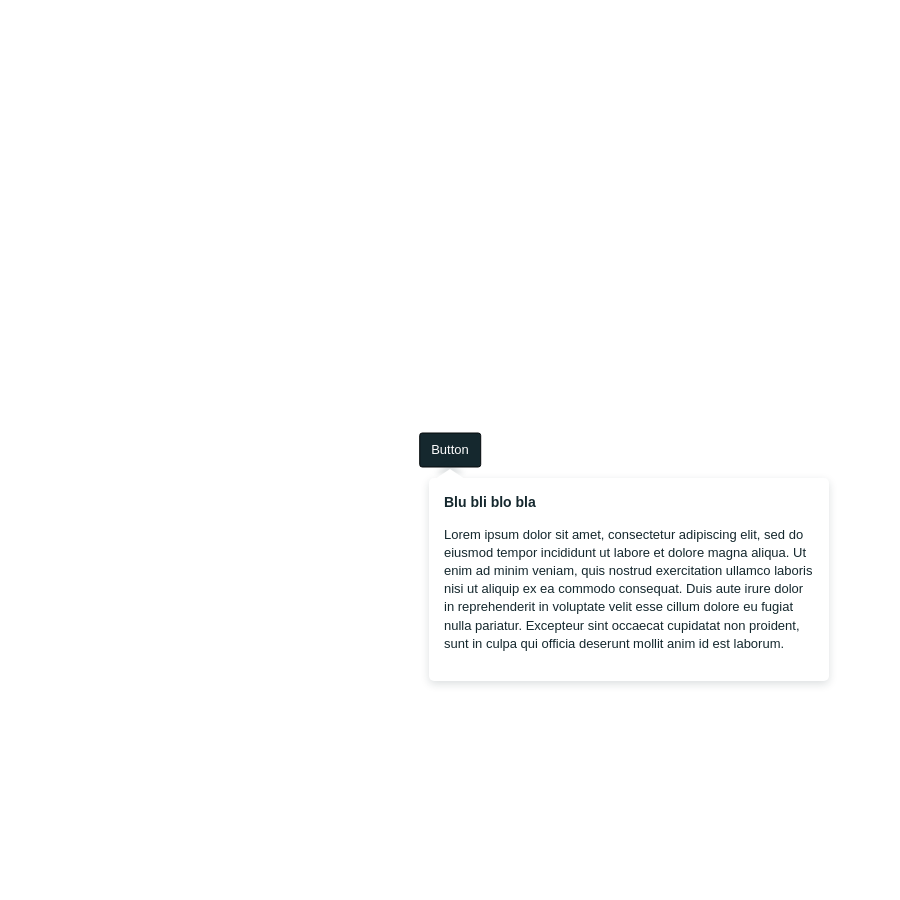 Button
Blu bli blo bla
Lorem ipsum dolor sit amet, consectetur adipiscing elit, sed do
eiusmod tempor incididunt ut labore et dolore magna aliqua. Ut
enim ad minim veniam, quis nostrud exercitation ullamco laboris
nisi ut aliquip ex ea commodo consequat. Duis aute irure dolor
in reprehenderit in voluptate velit esse cillum dolore eu fugiat
nulla pariatur. Excepteur sint occaecat cupidatat non proident,
sunt in culpa qui officia deserunt mollit anim id est laborum.